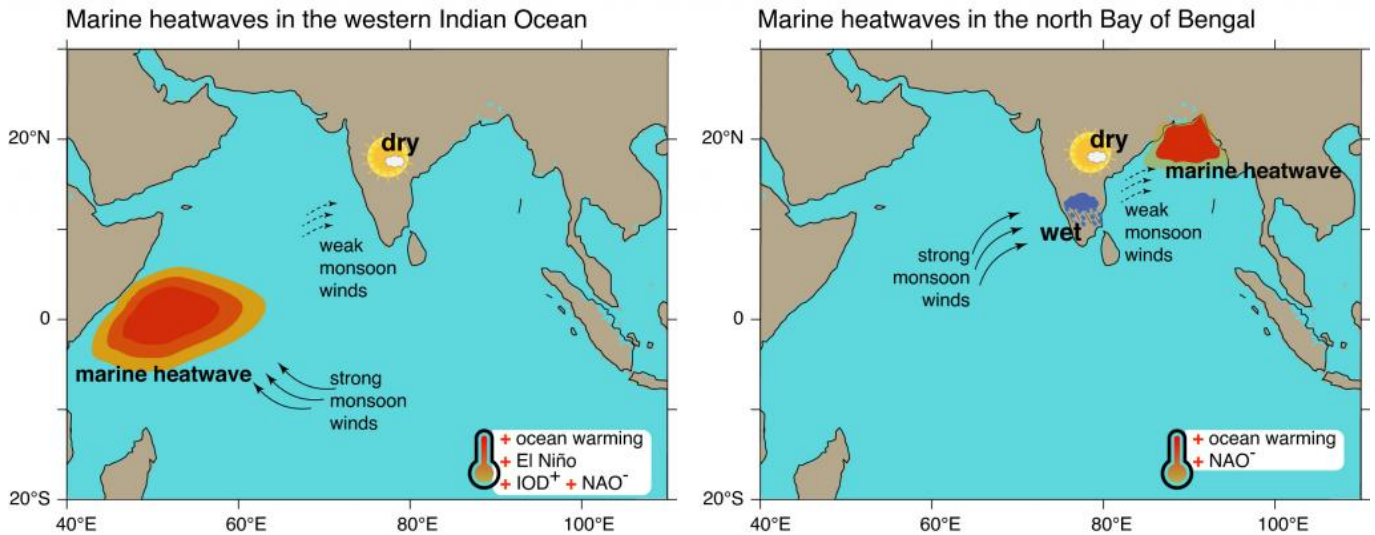 Marine heatwaves in the western Indian Ocean
20°N
0
20°S
40°E
60°E
80°E
100°E
dry
weak
monsoon
winds
marine heatwave
strong
monsoon
winds
+ ocean warming
+ El Niño
+ IOD+ + NAO-
Marine heatwaves in the north Bay of Bengal
20°N
0
20°S
40°E
60°E
80°E
100°E
dry
marine heatwave
wet
weak
monsoon
winds
strong
monsoon
winds
+ ocean warming
+ NAO-